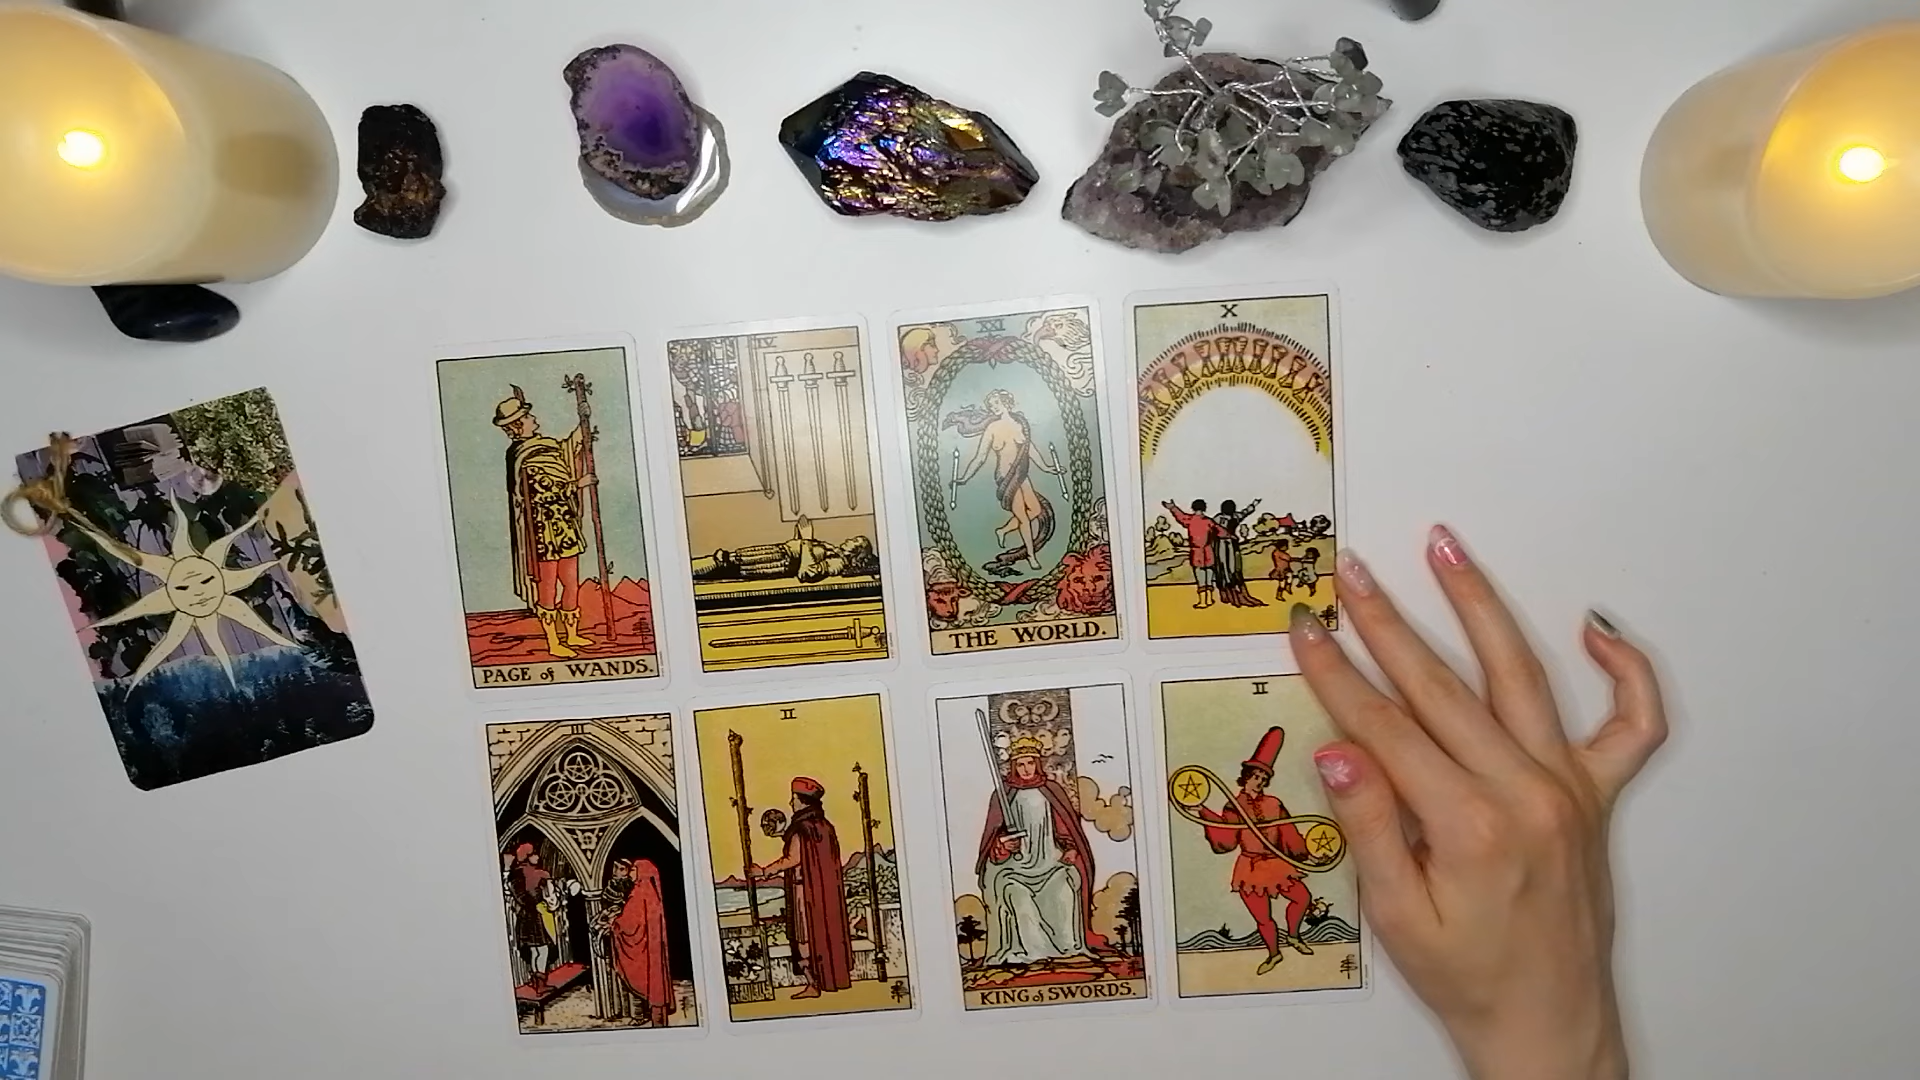 PAGE of WANDS.
IV
XXI
THE WORLD.
X
III
II
KING of SWORDS.
II